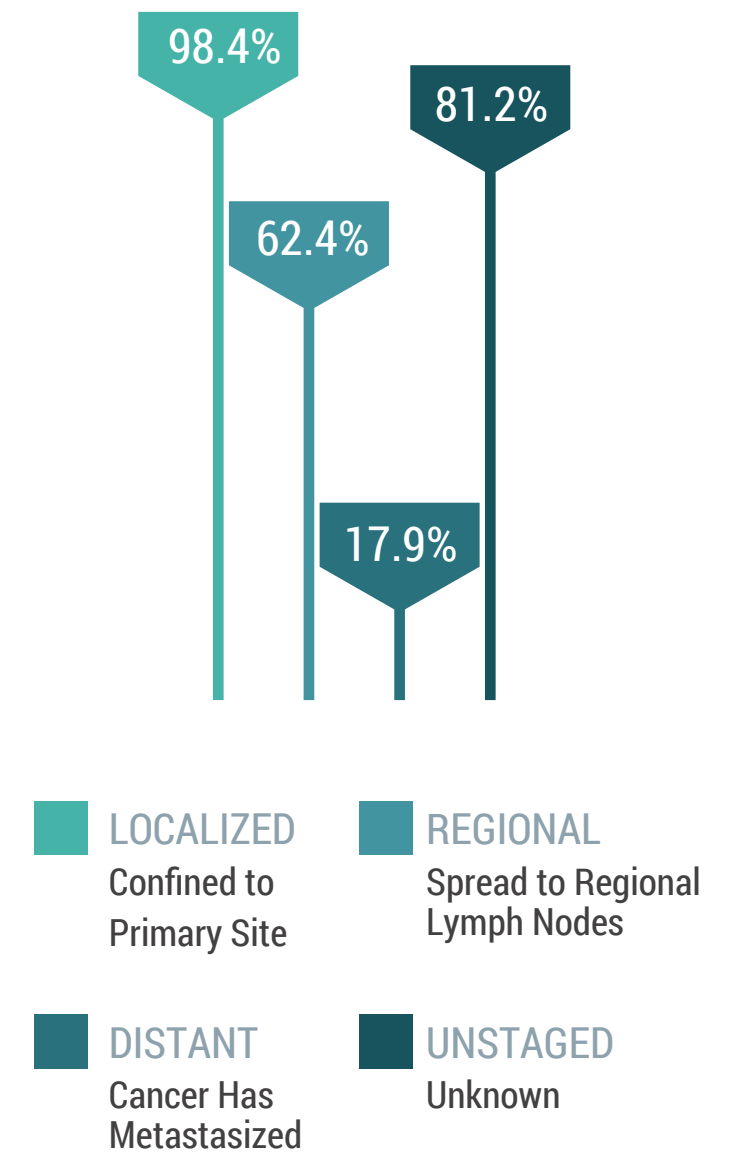 98.4%
81.2%
62.4%
17.9%
LOCALIZED
Confined to
Primary Site
REGIONAL
Spread to Regional
Lymph Nodes
DISTANT
Cancer Has
Metastasized
UNSTAGED
Unknown